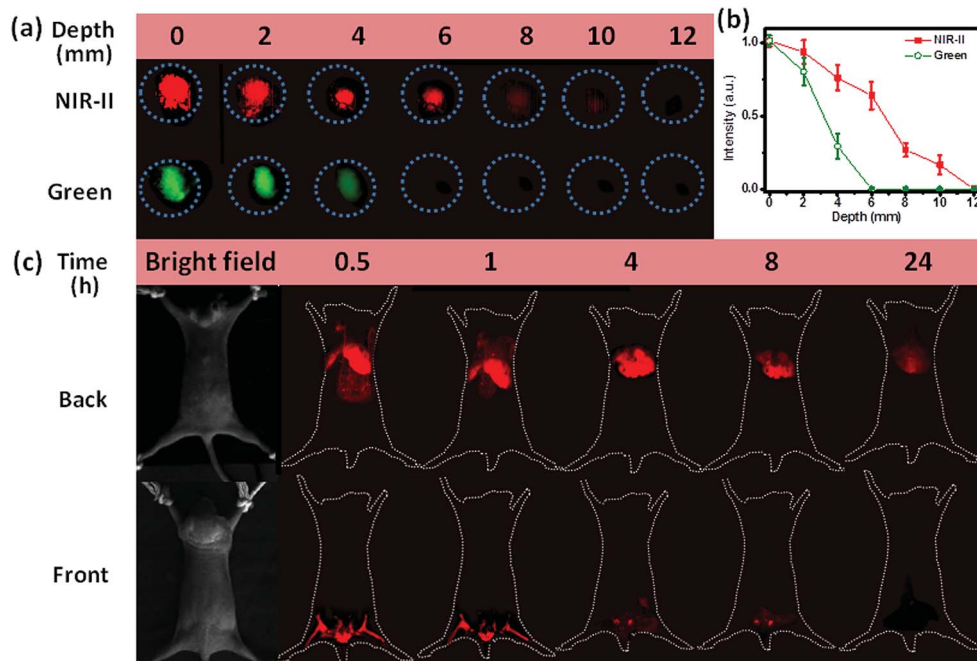 (a) Depth (mm) 0 2 4 6 8 10 12
NIR-II
Green
(b)
1.0
0.5
0.0
Intensity (a.u.)
NIR-II
Green
0 2 4 6 8 10 12
Depth (mm)
(c) Time (h) Bright field 0.5 1 4 8 24
Back
Front